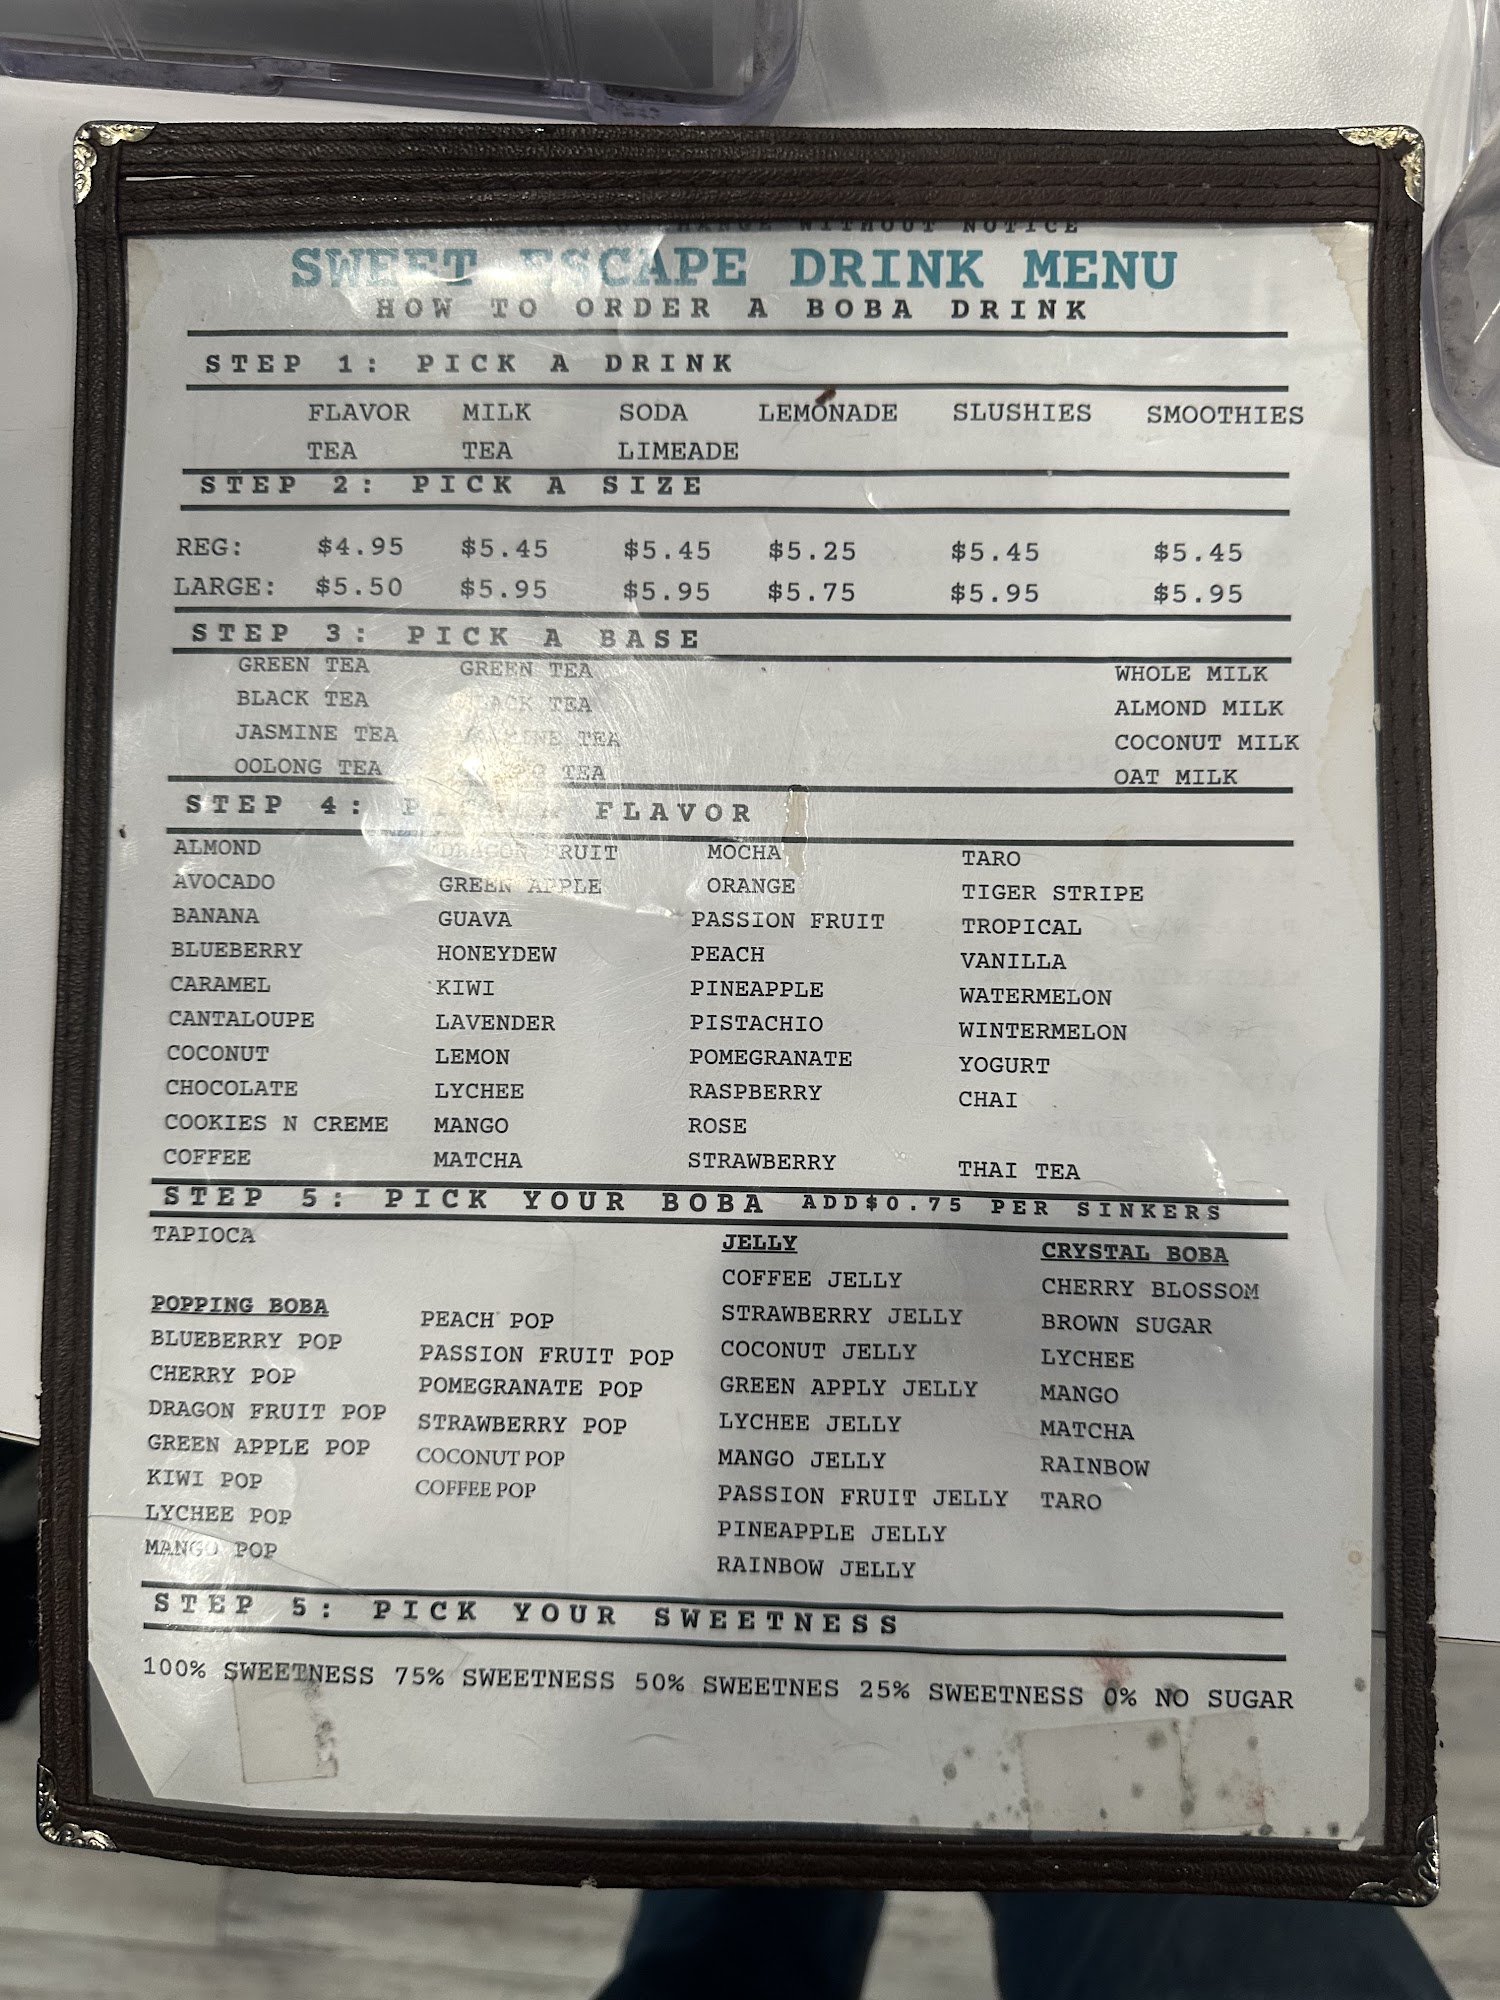 CHANGE WITHOUT NOTICE
SWEET ESCAPE DRINK MENU
HOW TO ORDER A BOBA DRINK
STEP 1: PICK A DRINK
FLAVOR TEA MILK TEA SODA LIMEADE LEMONADE SLUSHIES SMOOTHIES
STEP 2: PICK A SIZE
REG: $4.95 $5.45 $5.45 $5.25 $5.45 $5.45
LARGE: $5.50 $5.95 $5.95 $5.75 $5.95 $5.95
STEP 3: PICK A BASE
GREEN TEA GREEN TEA WHOLE MILK
BLACK TEA BLACK TEA ALMOND MILK
JASMINE TEA JASMINE TEA COCONUT MILK
OOLONG TEA TEA OAT MILK
STEP 4: PICK A FLAVOR
ALMOND DRAGON FRUIT MOCHA TARO
AVOCADO GREEN APPLE ORANGE TIGER STRIPE
BANANA GUAVA PASSION FRUIT TROPICAL
BLUEBERRY HONEYDEW PEACH VANILLA
CARAMEL KIWI PINEAPPLE WATERMELON
CANTALOUPE LAVENDER PISTACHIO WINTERMELON
COCONUT LEMON POMEGRANATE YOGURT
CHOCOLATE LYCHEE RASPBERRY CHAI
COOKIES N CREME MANGO ROSE
COFFEE MATCHA STRAWBERRY THAI TEA
STEP 5: PICK YOUR BOBA ADD$0.75 PER SINKERS
TAPIOCA
POPPING BOBA
BLUEBERRY POP
CHERRY POP
DRAGON FRUIT POP
GREEN APPLE POP
KIWI POP
LYCHEE POP
MANGO POP
PEACH POP
PASSION FRUIT POP
POMEGRANATE POP
STRAWBERRY POP
COCONUT POP
COFFEE POP
JELLY
COFFEE JELLY
STRAWBERRY JELLY
COCONUT JELLY
GREEN APPLY JELLY
LYCHEE JELLY
MANGO JELLY
PASSION FRUIT JELLY
PINEAPPLE JELLY
RAINBOW JELLY
CRYSTAL BOBA
CHERRY BLOSSOM
BROWN SUGAR
LYCHEE
MANGO
MATCHA
RAINBOW
TARO
STEP 5: PICK YOUR SWEETNESS
100% SWEETNESS 75% SWEETNESS 50% SWEETNES 25% SWEETNESS 0% NO SUGAR